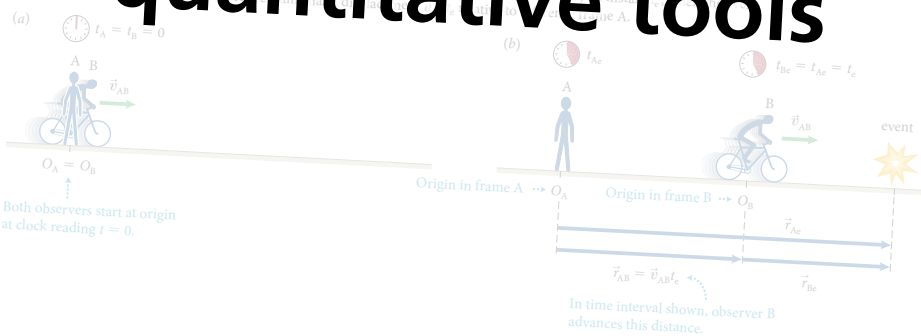 quantitative tools
(a)
t_A = t_B = 0
A B
v⃗_AB
O_A = O_B
Both observers start at origin
at clock reading t = 0.
(b)
t_Ae
t_Be = t_Ae = t_e
A
B
v⃗_AB
event
Origin in frame A
O_A
Origin in frame B
O_B
r⃗_Ae
r⃗_AB = v⃗_AB t_e
r⃗_Be
In time interval shown, observer B
advances this distance.